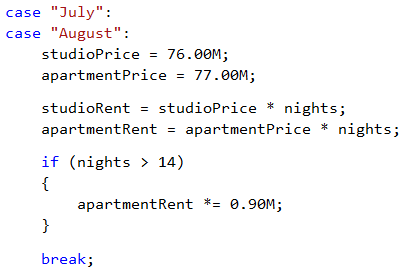 case "July":
case "August":
    studioPrice = 76.00M;
    apartmentPrice = 77.00M;
    studioRent = studioPrice * nights;
    apartmentRent = apartmentPrice * nights;
    if (nights > 14)
    {
        apartmentRent *= 0.90M;
    }
    break;